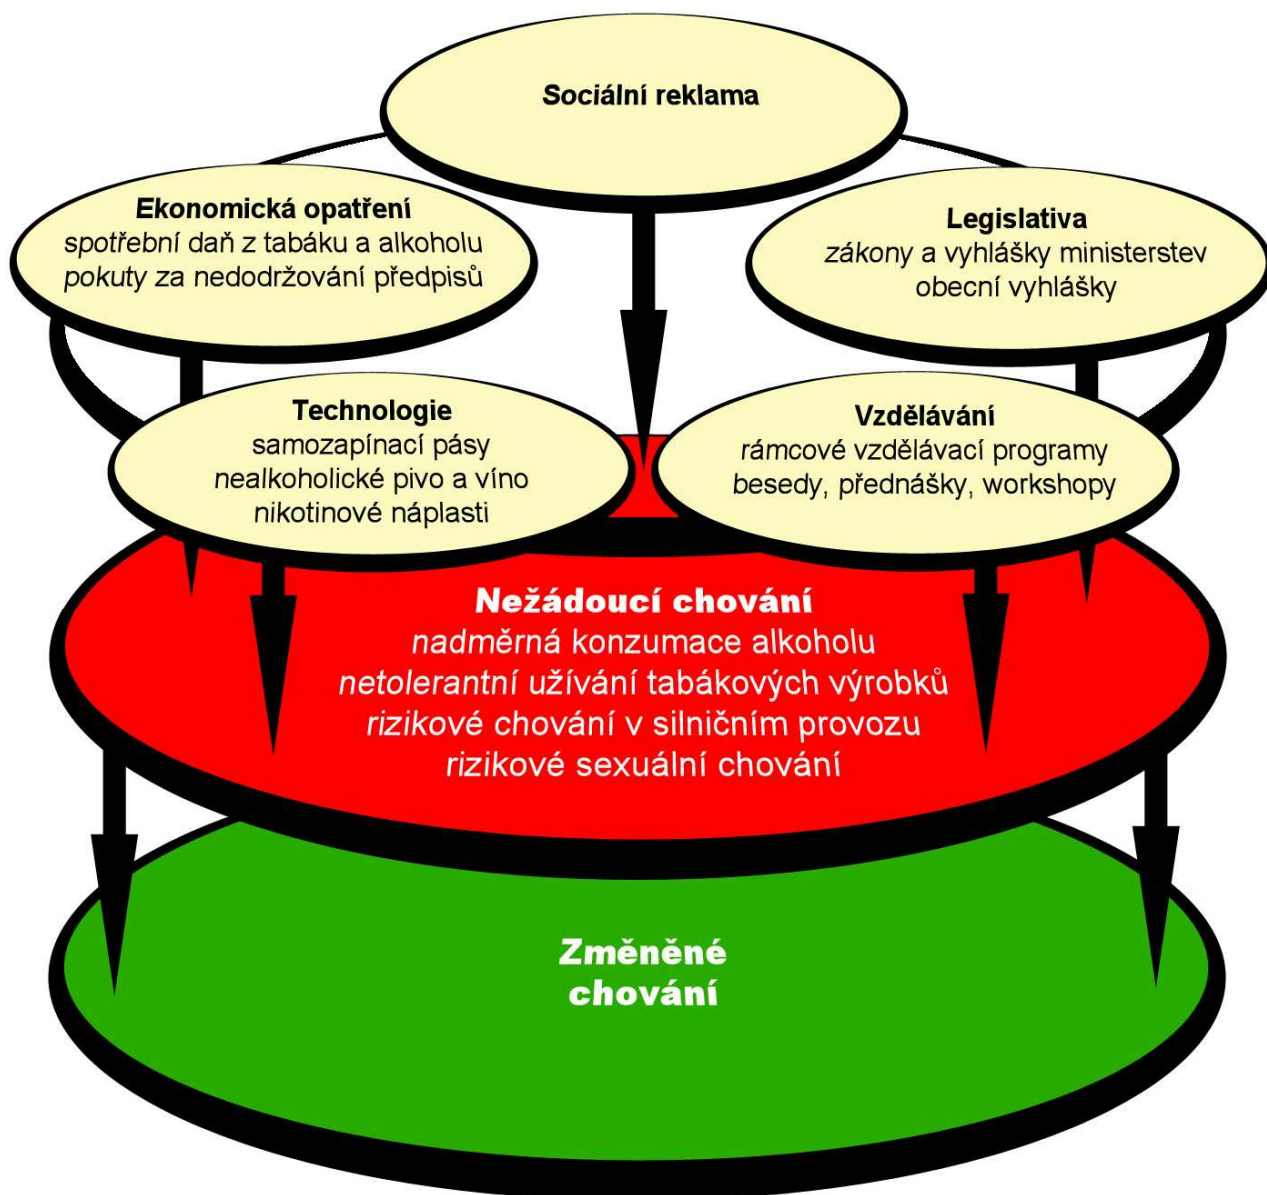 Sociální reklama
Ekonomická opatření
spotřební daň z tabáku a alkoholu
pokuty za nedodržování předpisů
Legislativa
zákony a vyhlášky ministerstev
obecní vyhlášky
Technologie
samozapínací pásy
nealkoholické pivo a víno
nikotinové náplasti
Vzdělávání
rámcové vzdělávací programy
besedy, přednášky, workshopy
Nežádoucí chování
nadměrná konzumace alkoholu
netolerantní užívání tabákových výrobků
rizikové chování v silničním provozu
rizikové sexuální chování
Změněné
chování